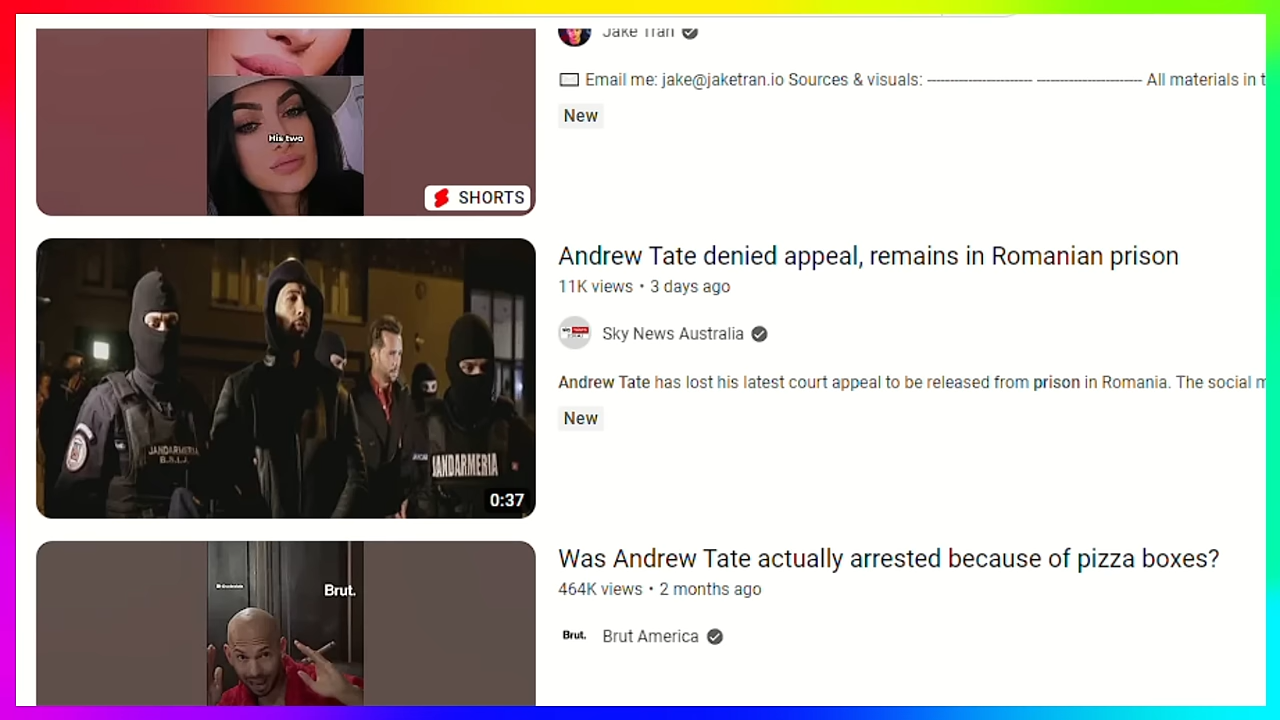 Jake Tran
Email me: jake@jaketran.io Sources & visuals: ---------------------------- ---------------------------- All materials in t
New
His two
SHORTS
Andrew Tate denied appeal, remains in Romanian prison
11K views • 3 days ago
Sky News Australia
Andrew Tate has lost his latest court appeal to be released from prison in Romania. The social m
New
JANDARMERIA
B.S.I.J.
JANDARMERIA
0:37
Was Andrew Tate actually arrested because of pizza boxes?
464K views • 2 months ago
Brut.
Brut.
Brut America